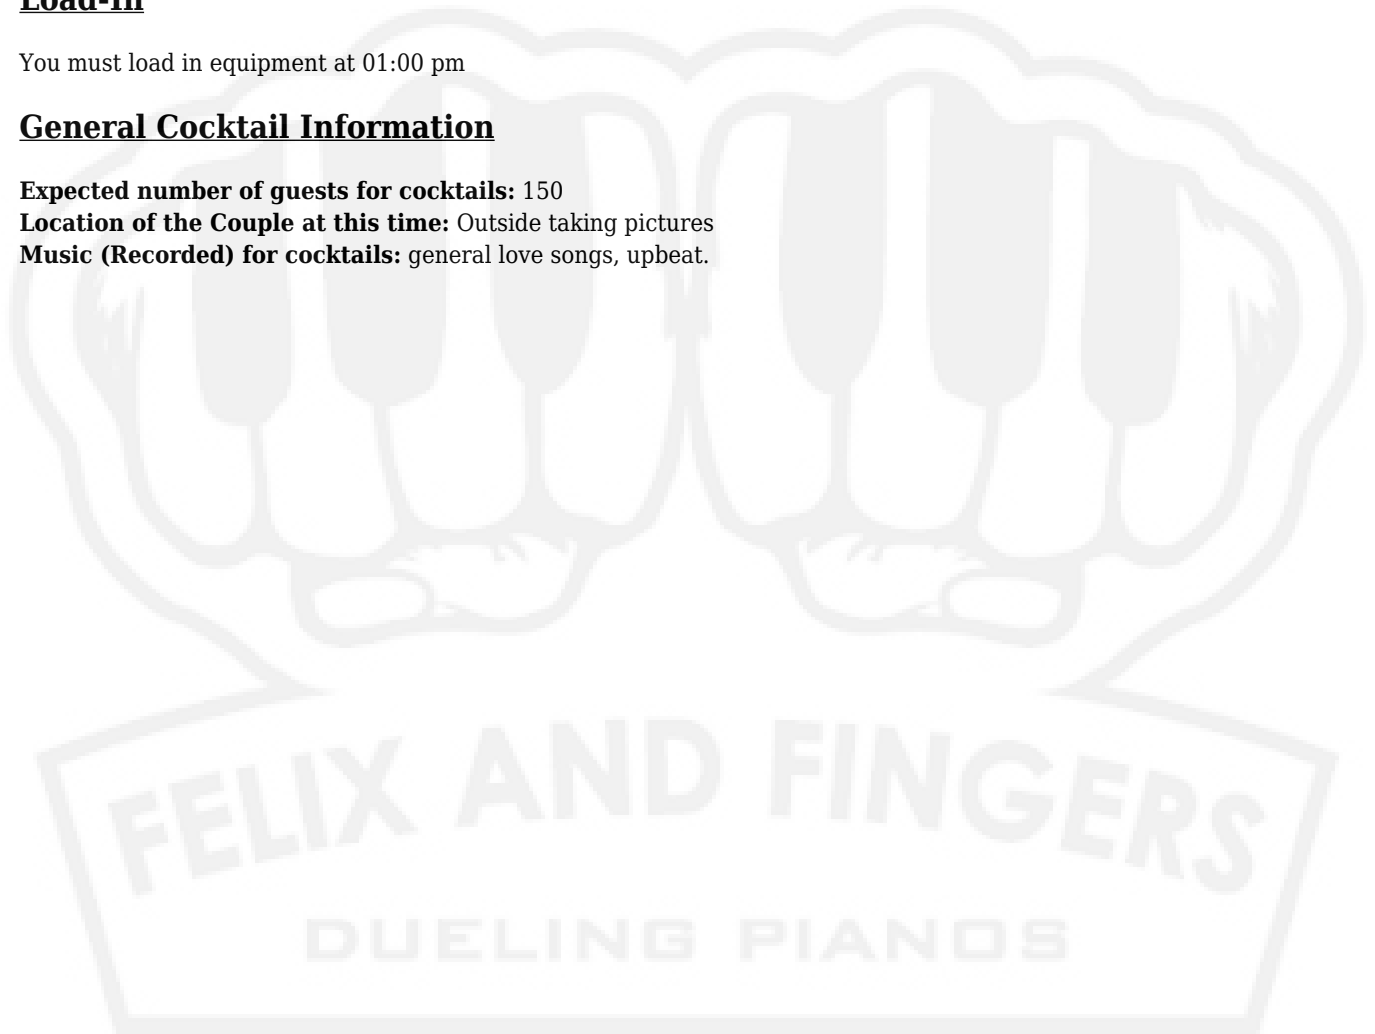 Load-In
You must load in equipment at 01:00 pm
General Cocktail Information
Expected number of guests for cocktails: 150
Location of the Couple at this time: Outside taking pictures
Music (Recorded) for cocktails: general love songs, upbeat.
FELIX AND FINGERS
DUELING PIANOS